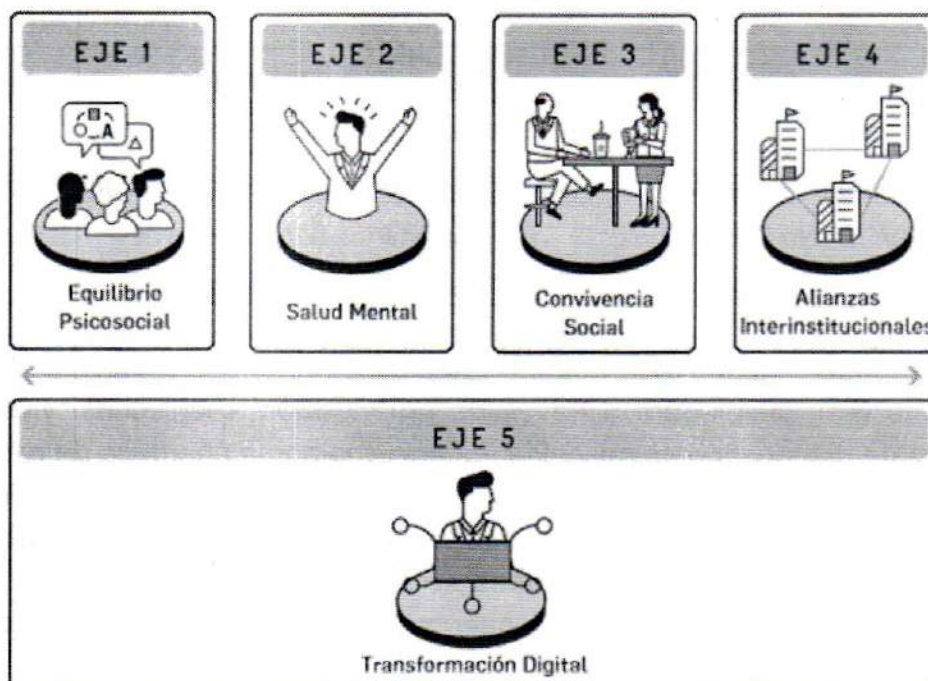 EJE 1
EJE 2
EJE 3
EJE 4
A
Equilibrio
Psicosocial
Salud Mental
Convivencia
Social
Alianzas
Interinstitucionales
EJE 5
Transformación Digital